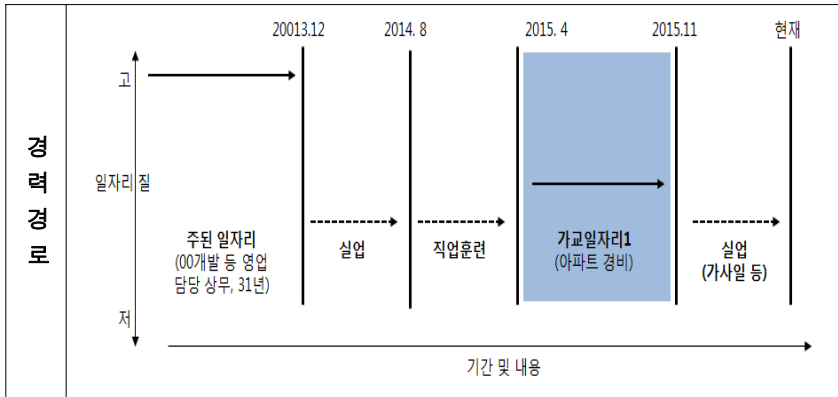 20013.12
2014. 8
2015. 4
2015.11
현재
경
력
경
로
고
일자리 질
저
주된 일자리
(00개발 등 영업
담당 상무, 31년)
실업
직업훈련
가교일자리1
(아파트 경비)
실업
(가사일 등)
기간 및 내용